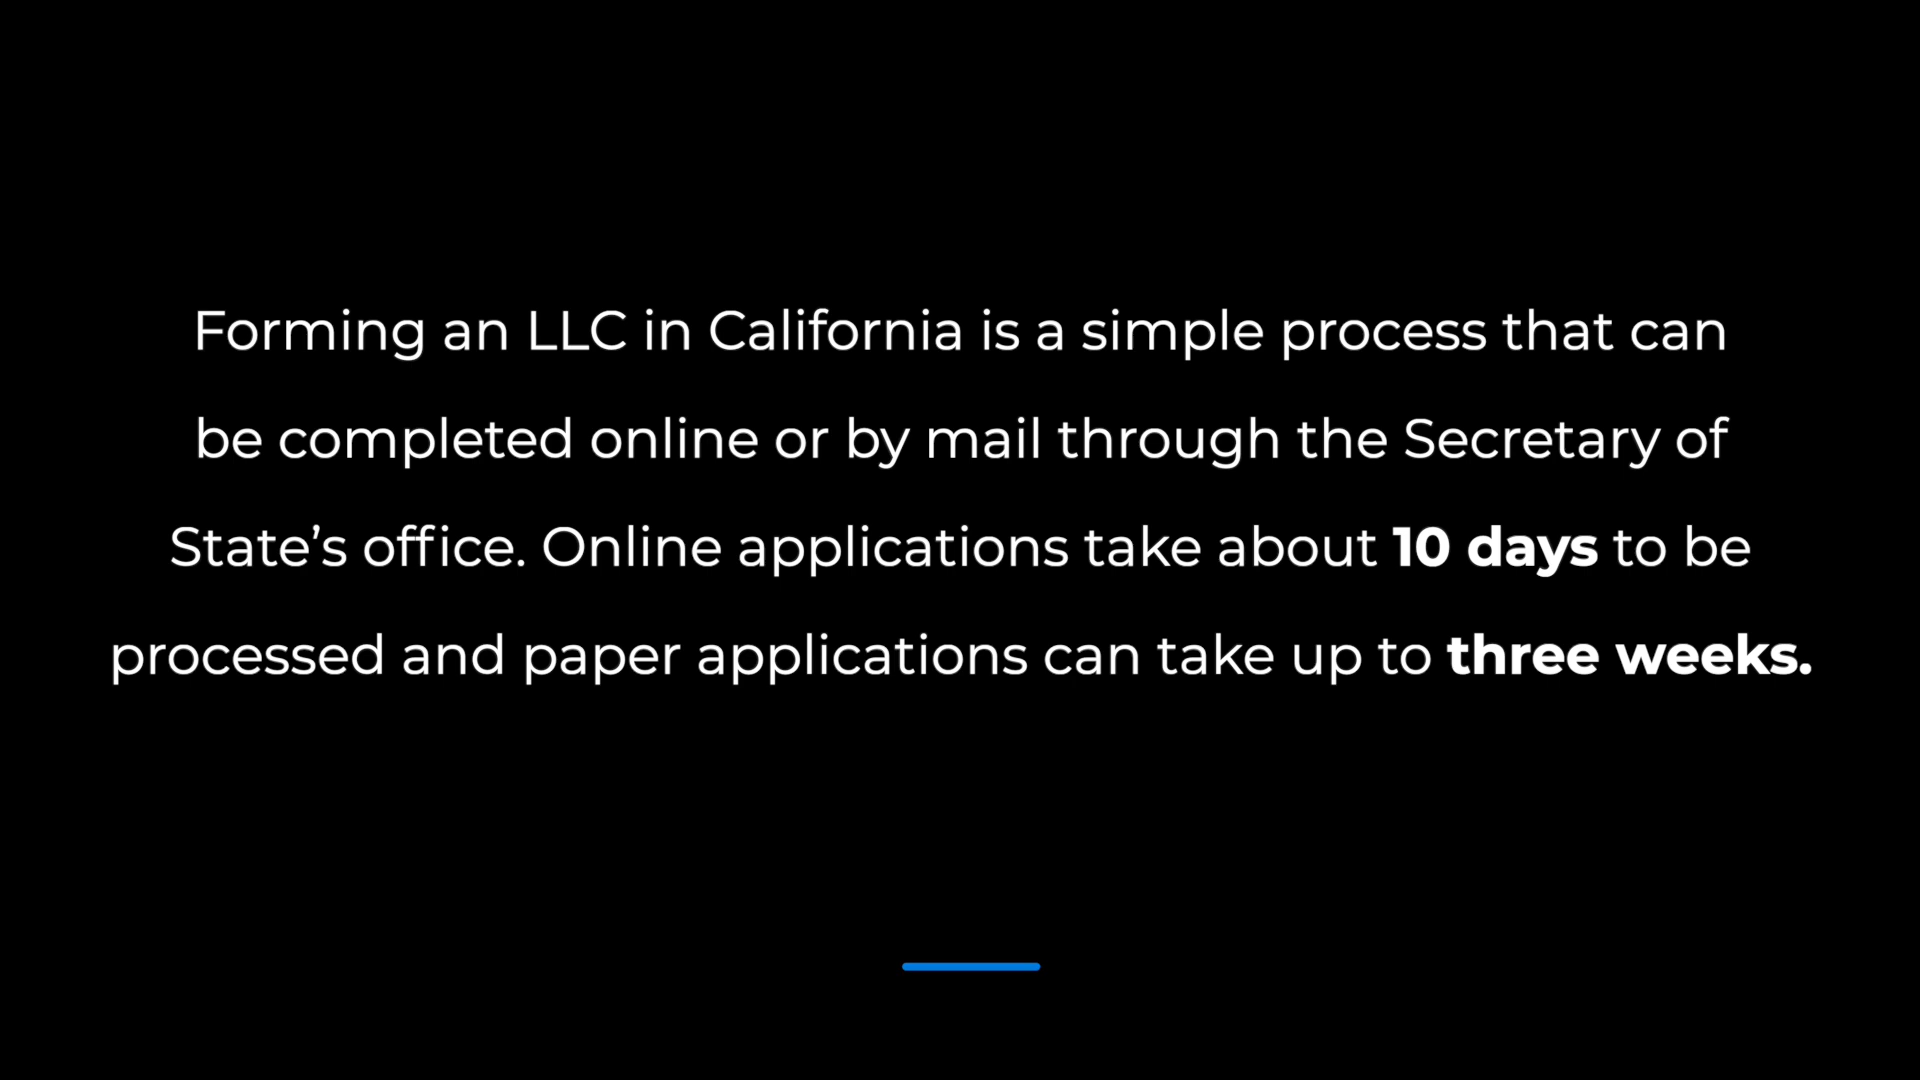 Forming an LLC in California is a simple process that can
be completed online or by mail through the Secretary of
State’s office. Online applications take about 10 days to be
processed and paper applications can take up to three weeks.